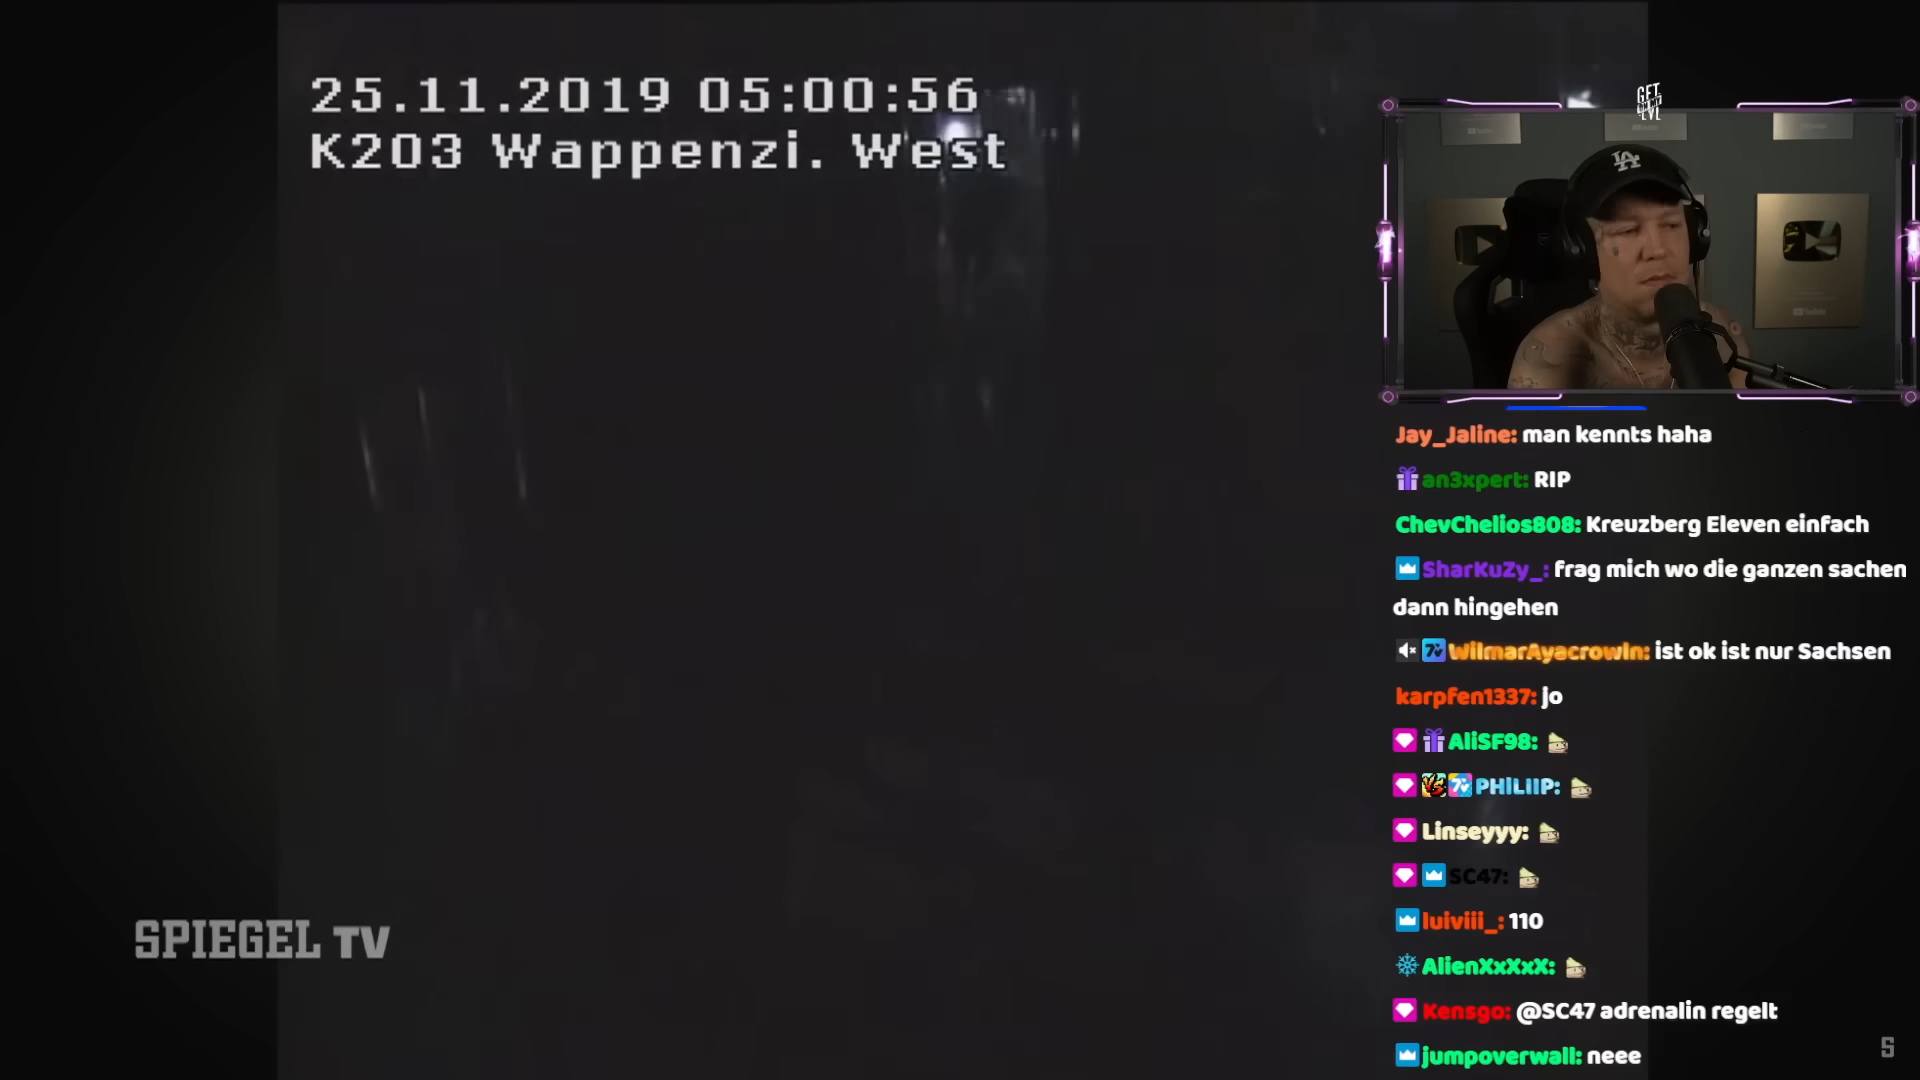 25.11.2019 05:00:56
K203 Wappenzi. West
GET
LA
Jay_Jaline: man kennts haha
an3xpert: RIP
ChevChelios808: Kreuzberg Eleven einfach
SharKuZy_: frag mich wo die ganzen sachen
dann hingehen
WilmarAyacrowln: ist ok ist nur Sachsen
karpfen1337: jo
AliSF98:
PHiLIIP:
Linseyyy:
SC47:
luiviii_: 110
AlienXxXxX:
Kensgo: @SC47 adrenalin regelt
jumpoverwall: neee
SPIEGEL TV
S